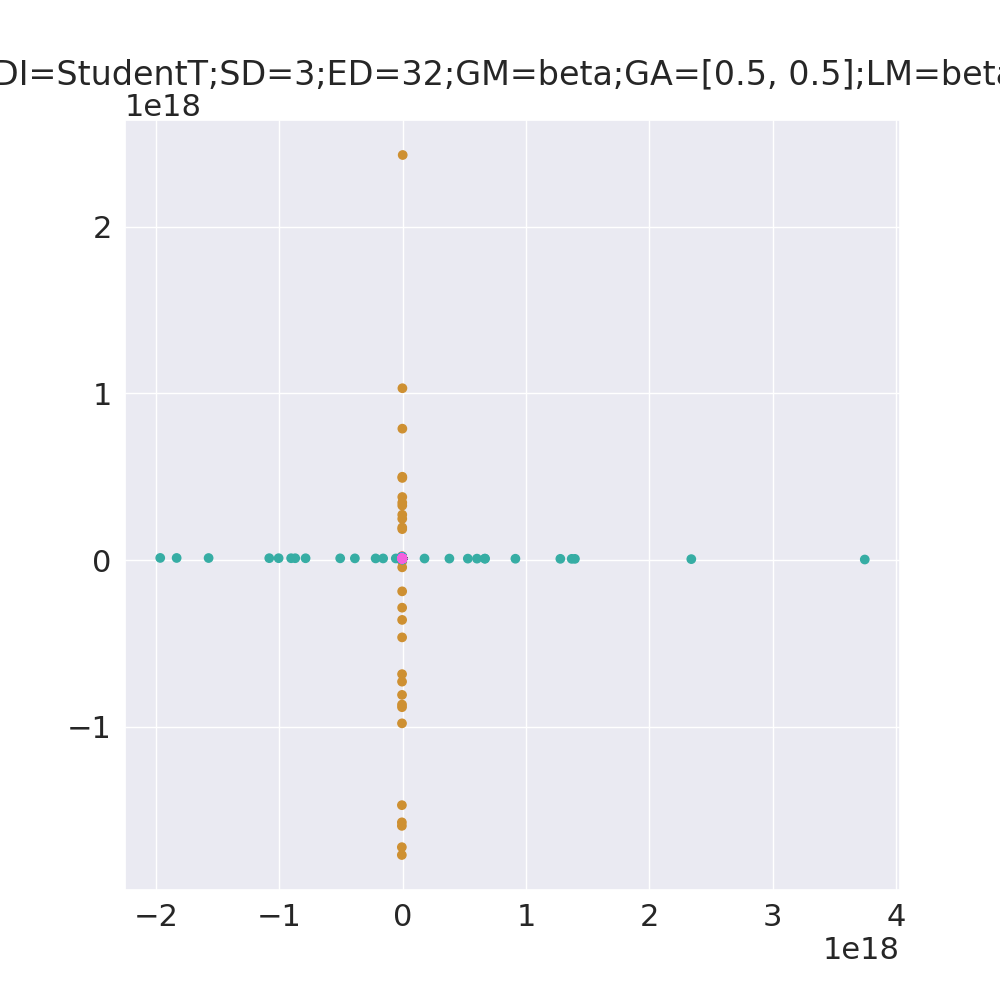 DI=StudentT;SD=3;ED=32;GM=beta;GA=[0.5, 0.5];LM=beta
1e18
2
1
0
−1
−2 −1 0 1 2 3 4
1e18